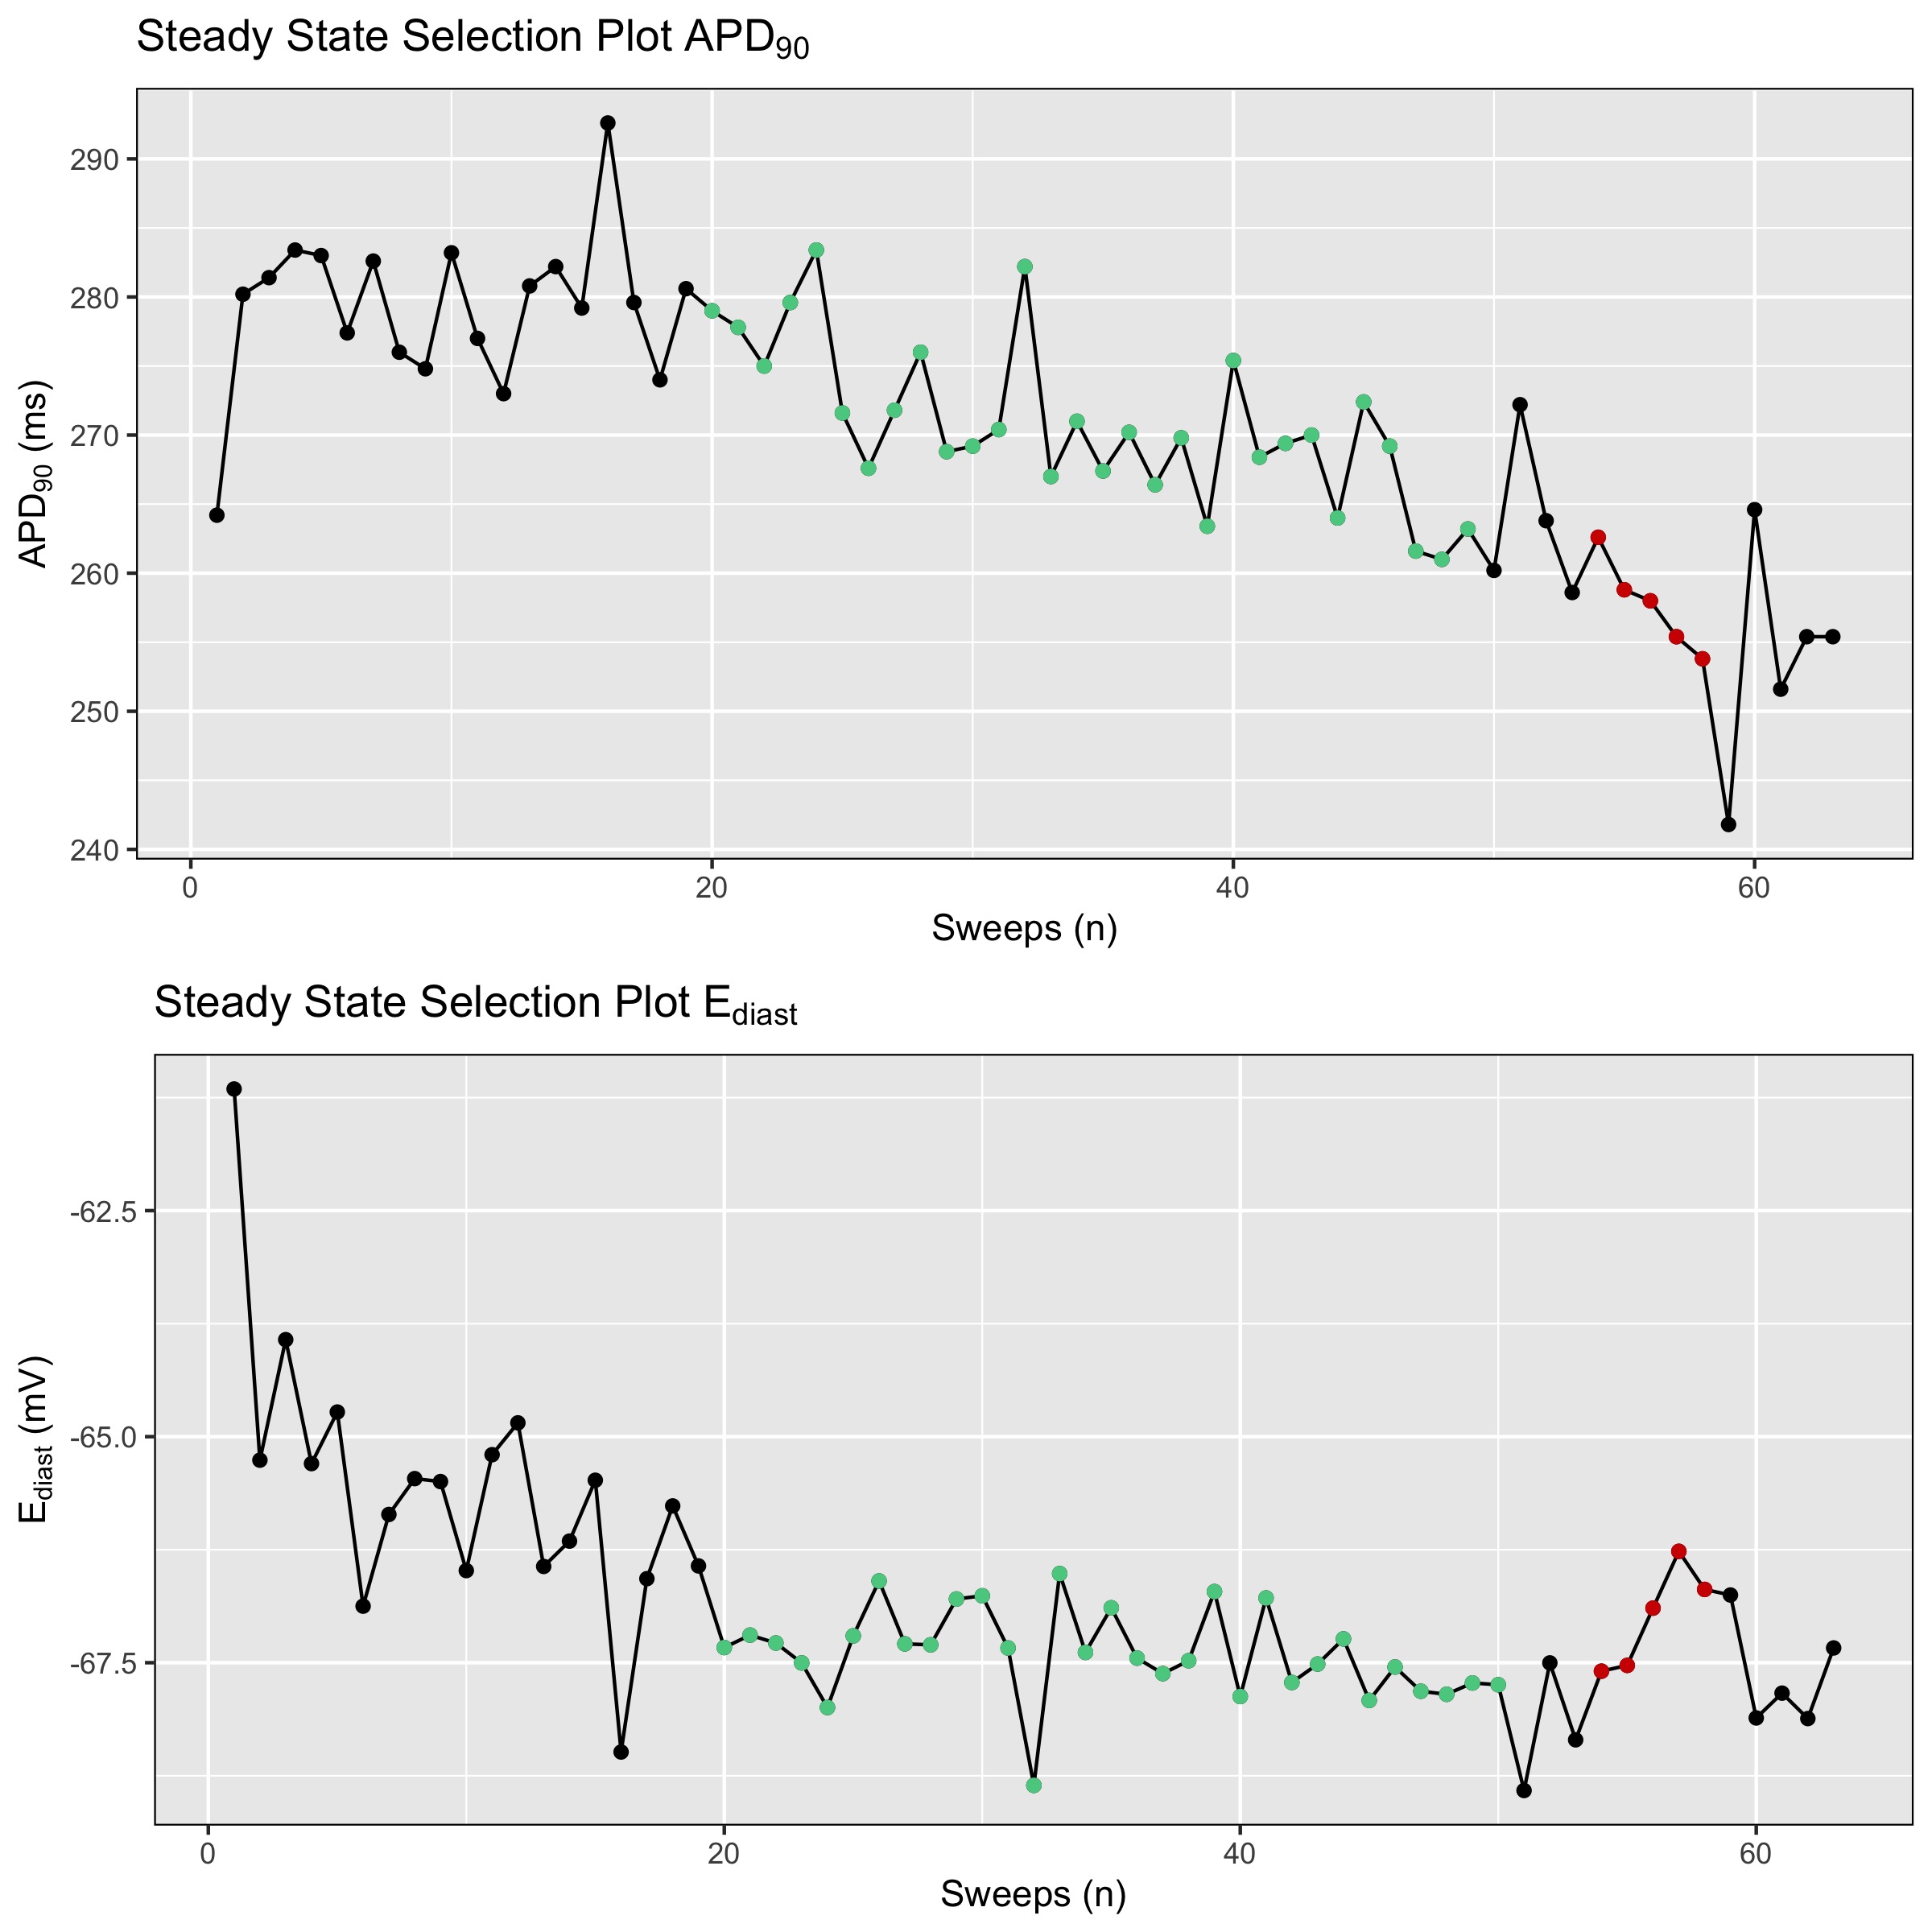 Steady State Selection Plot APD90
290
280
270
260
250
240
APD90 (ms)
0 20 40 60
Sweeps (n)
Steady State Selection Plot Ediast
-62.5
-65.0
-67.5
Ediast (mV)
0 20 40 60
Sweeps (n)